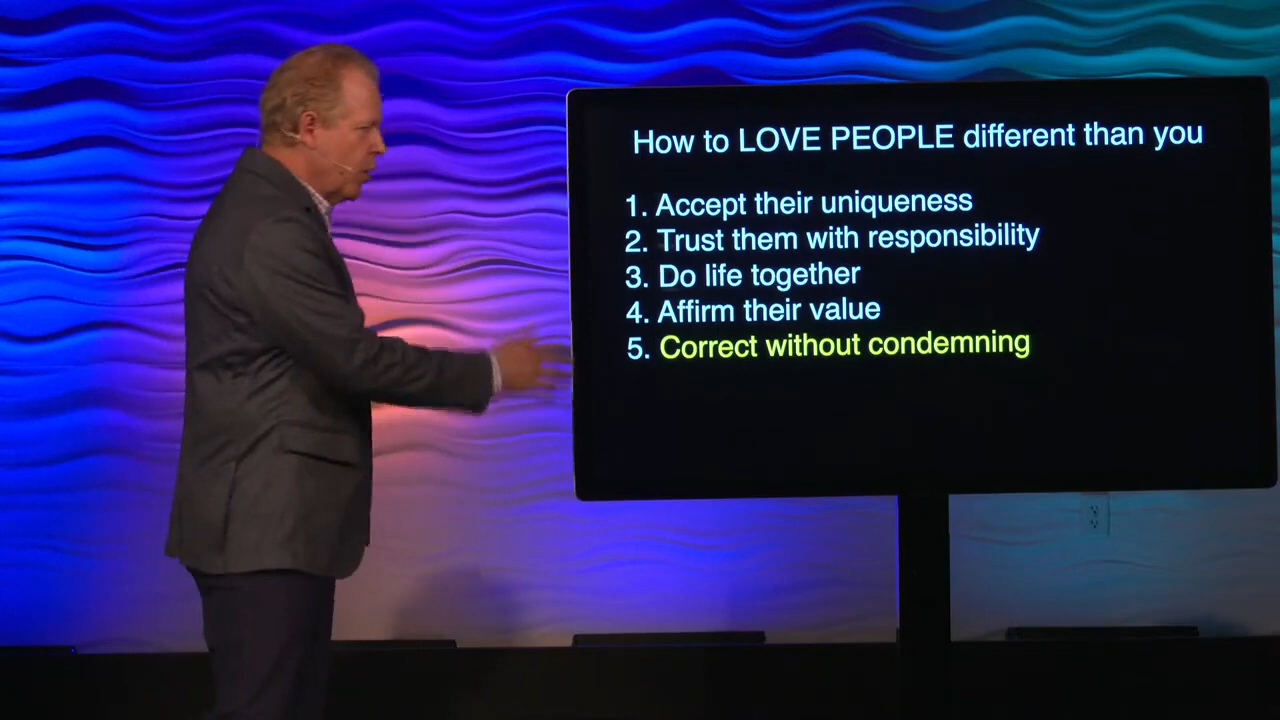 How to LOVE PEOPLE different than you
1. Accept their uniqueness
2. Trust them with responsibility
3. Do life together
4. Affirm their value
5. Correct without condemning